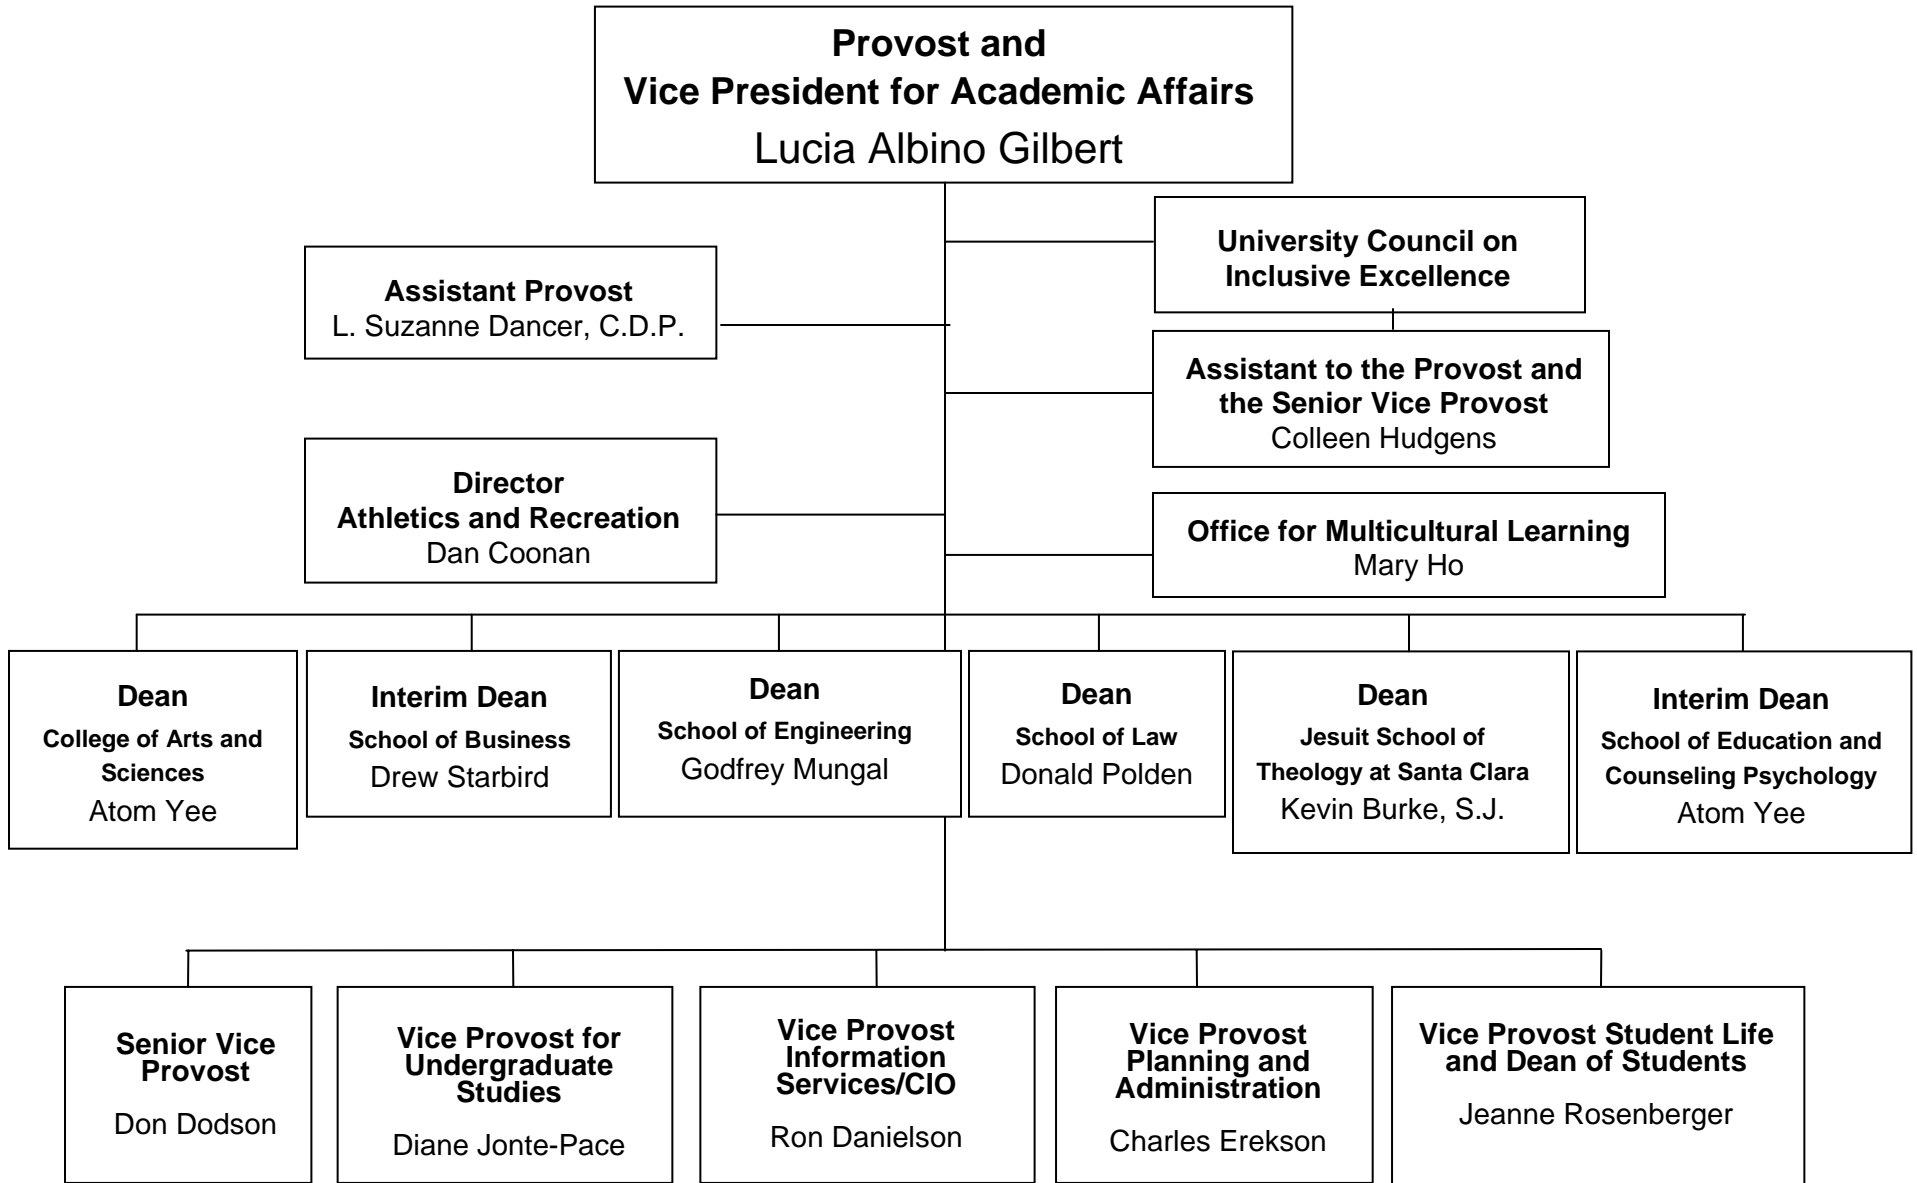 Provost and
Vice President for Academic Affairs
Lucia Albino Gilbert
University Council on
Inclusive Excellence
Assistant Provost
L. Suzanne Dancer, C.D.P.
Assistant to the Provost and
the Senior Vice Provost
Colleen Hudgens
Director
Athletics and Recreation
Dan Coonan
Office for Multicultural Learning
Mary Ho
Dean
College of Arts and
Sciences
Atom Yee
Interim Dean
School of Business
Drew Starbird
Dean
School of Engineering
Godfrey Mungal
Dean
School of Law
Donald Polden
Dean
Jesuit School of
Theology at Santa Clara
Kevin Burke, S.J.
Interim Dean
School of Education and
Counseling Psychology
Atom Yee
Senior Vice
Provost
Don Dodson
Vice Provost for
Undergraduate
Studies
Diane Jonte-Pace
Vice Provost
Information
Services/CIO
Ron Danielson
Vice Provost
Planning and
Administration
Charles Erekson
Vice Provost Student Life
and Dean of Students
Jeanne Rosenberger